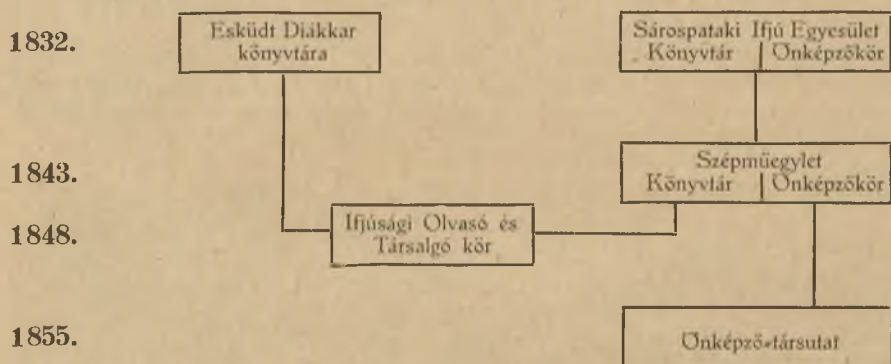 1832.
Esküdt Diákkar
könyvtára
Sárospataki Ifjú Egyesület
Könyvtár | Önképzőkör
1843.
Szépműegylet
Könyvtár | Önképzőkör
1848.
Ifjúsági Olvasó és
Társalgó kör
1855.
Önképző-társutat